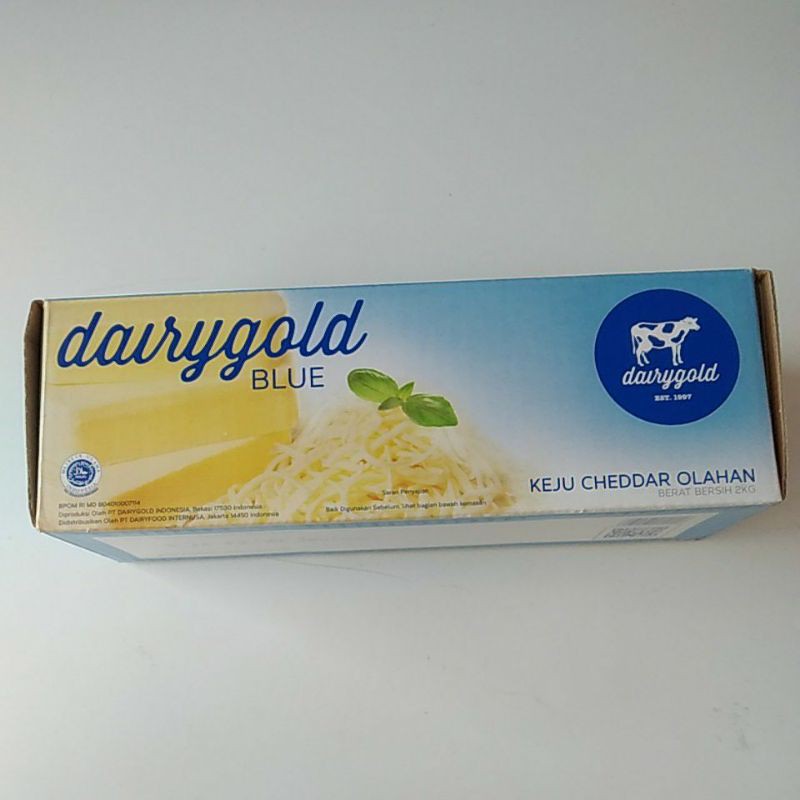 dairygold
BLUE
dairygold
EST. 1997
KEJU CHEDDAR OLAHAN
BERAT BERSIH 2KG
Saran Penyajian
Baik Digunakan Sebelum, lihat bagian bawah kemasan
BPOM RI MD
Diproduksi Oleh PT DAIRYGOLD INDONESIA, Bekasi 17530 Indonesia
Didistribusikan Oleh PT DAIRYFOOD INTERNUSA, Jakarta 14450 Indonesia